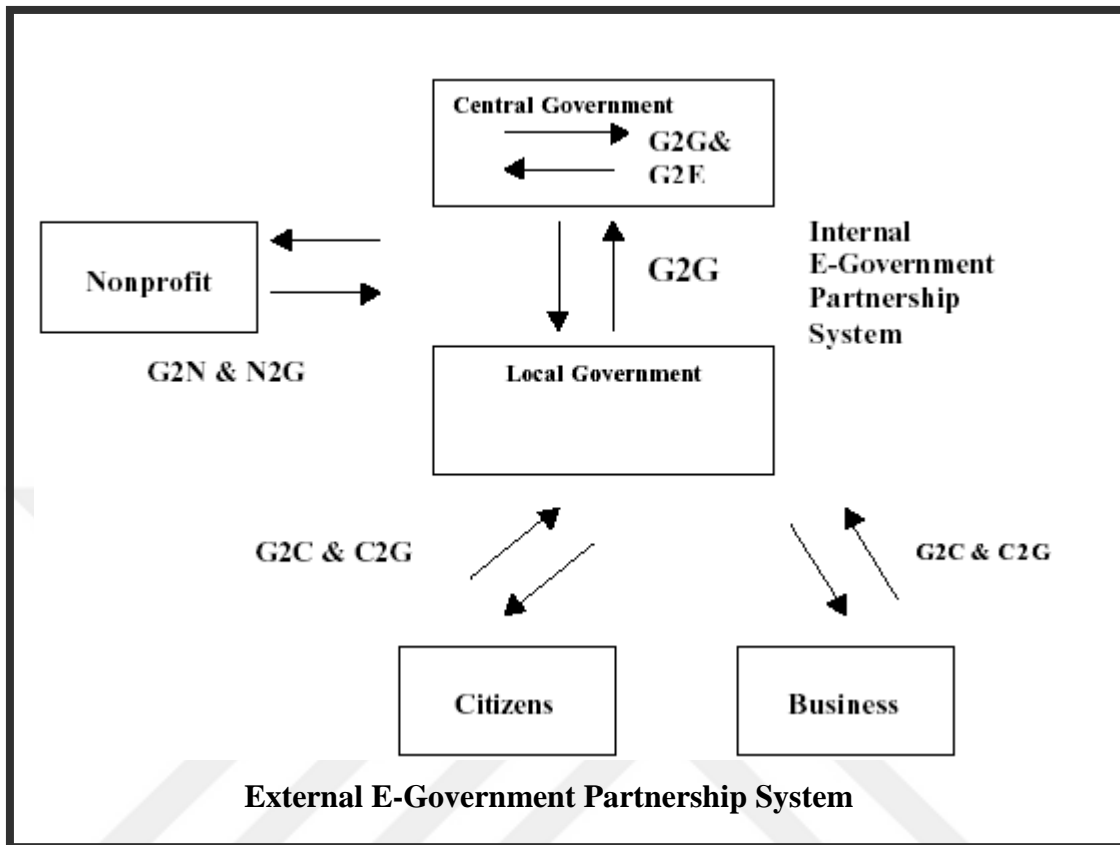 Central Government
G2G&
G2E
Nonprofit
G2N & N2G
G2G
Internal
E-Government
Partnership
System
Local Government
G2C & C2G
G2C & C2G
Citizens
Business
External E-Government Partnership System